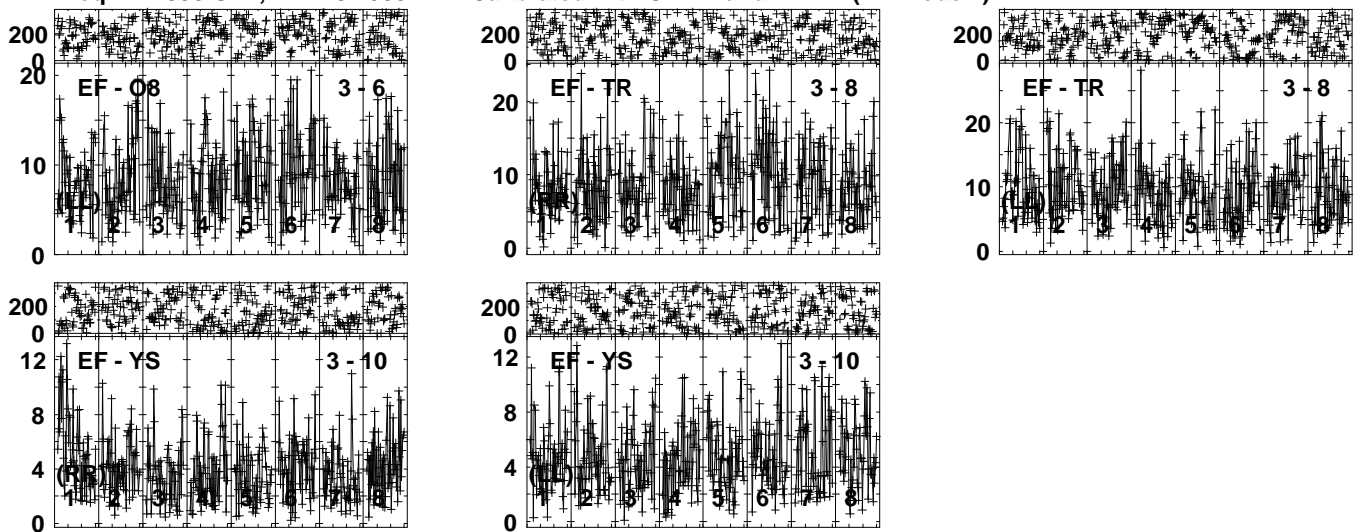 200 200 200
0 0 0
20 EF - O8 3 - 6 EF - TR 3 - 8 EF - TR 3 - 8
20 20
10 10 10
(LL) (RR) (LL)
1 2 3 4 5 6 7 8 1 2 3 4 5 6 7 8 1 2 3 4 5 6 7 8
0 0 0
200 200
0 0
12 EF - YS 3 - 10 12 EF - YS 3 - 10
8 8
4 4
(RR) (LL)
1 2 3 4 5 6 7 8 1 2 3 4 5 6 7 8
0 0